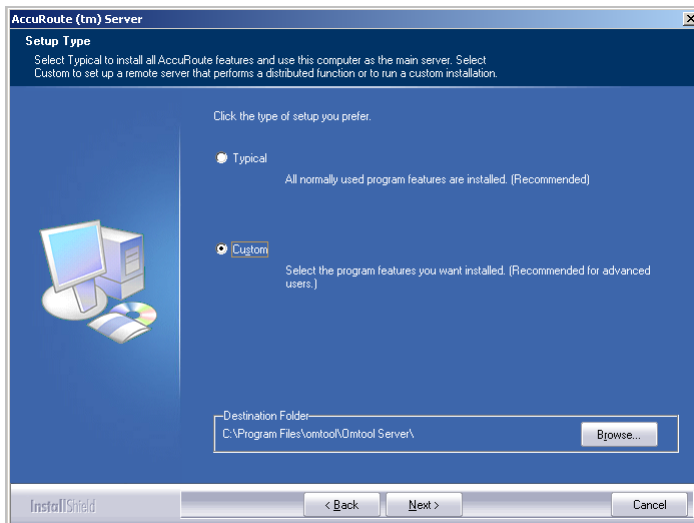 AccuRoute (tm) Server
Setup Type
Select Typical to install all AccuRoute features and use this computer as the main server. Select
Custom to set up a remote server that performs a distributed function or to run a custom installation.
Click the type of setup you prefer.
Typical
All normally used program features are installed. (Recommended)
Custom
Select the program features you want installed. (Recommended for advanced
users.)
Destination Folder
C:\Program Files\omtool\Omtool Server\
Browse...
InstallShield
< Back
Next >
Cancel